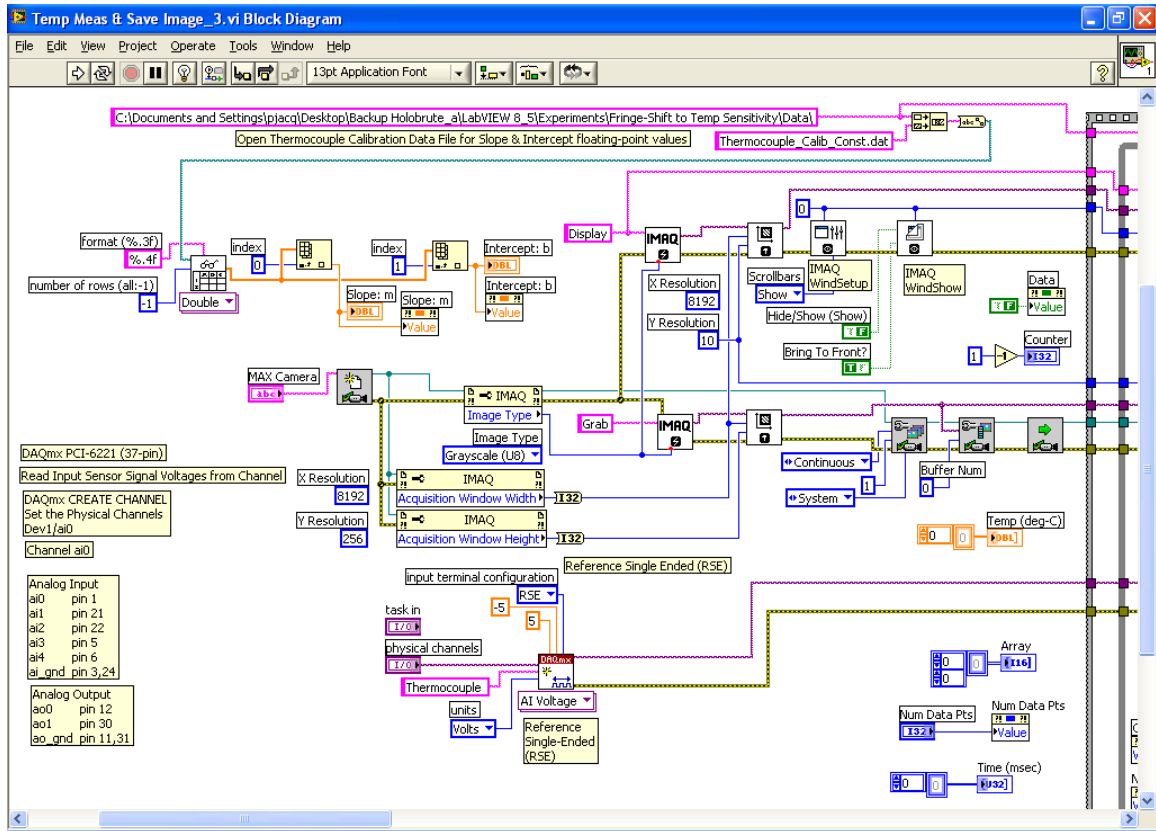 Temp Meas & Save Image_3.vi Block Diagram
File Edit View Project Operate Tools Window Help
13pt Application Font
1
C:\Documents and Settings\pjacq\Desktop\Backup Holobrute_a\LabVIEW 8_5\Experiments\Fringe-Shift to Temp Sensitivity\Data\
Open Thermocouple Calibration Data File for Slope & Intercept floating-point values
Thermocouple_Calib_Const.dat
format (%.3f)
%.4f
number of rows (all:-1)
-1
Double
index
0
index
1
Intercept: b
DBL
Intercept: b
Value
Slope: m
DBL
Slope: m
Value
Display
IMAQ
X Resolution
8192
Y Resolution
10
0
Scrollbars
Show
IMAQ
WindSetup
IMAQ
WindShow
Hide/Show (Show)
F
Bring To Front?
T
Data
F
Value
Counter
1
-1
I32
MAX Camera
abc
IMAQ
Image Type
Image Type
Grayscale (U8)
Grab
IMAQ
X Resolution
8192
IMAQ
Acquisition Window Width
I32
Y Resolution
256
IMAQ
Acquisition Window Height
I32
Continuous
1
System
Buffer Num
0
Temp (deg-C)
0
0
DBL
DAQmx PCI-6221 (37-pin)
Read Input Sensor Signal Voltages from Channel
DAQmx CREATE CHANNEL
Set the Physical Channels
Dev1/ai0
Channel ai0
Analog Input
ai0 pin 1
ai1 pin 21
ai2 pin 22
ai3 pin 5
ai4 pin 6
ai_gnd pin 3,24
Analog Output
ao0 pin 12
ao1 pin 30
ao_gnd pin 11,31
Reference Single Ended (RSE)
input terminal configuration
RSE
-5
5
task in
I/O
physical channels
I/O
Thermocouple
units
Volts
DAQmx
AI Voltage
Reference
Single-Ended
(RSE)
Array
0
0
0
I16
Num Data Pts
I32
Num Data Pts
Value
Time (msec)
0
0
U32